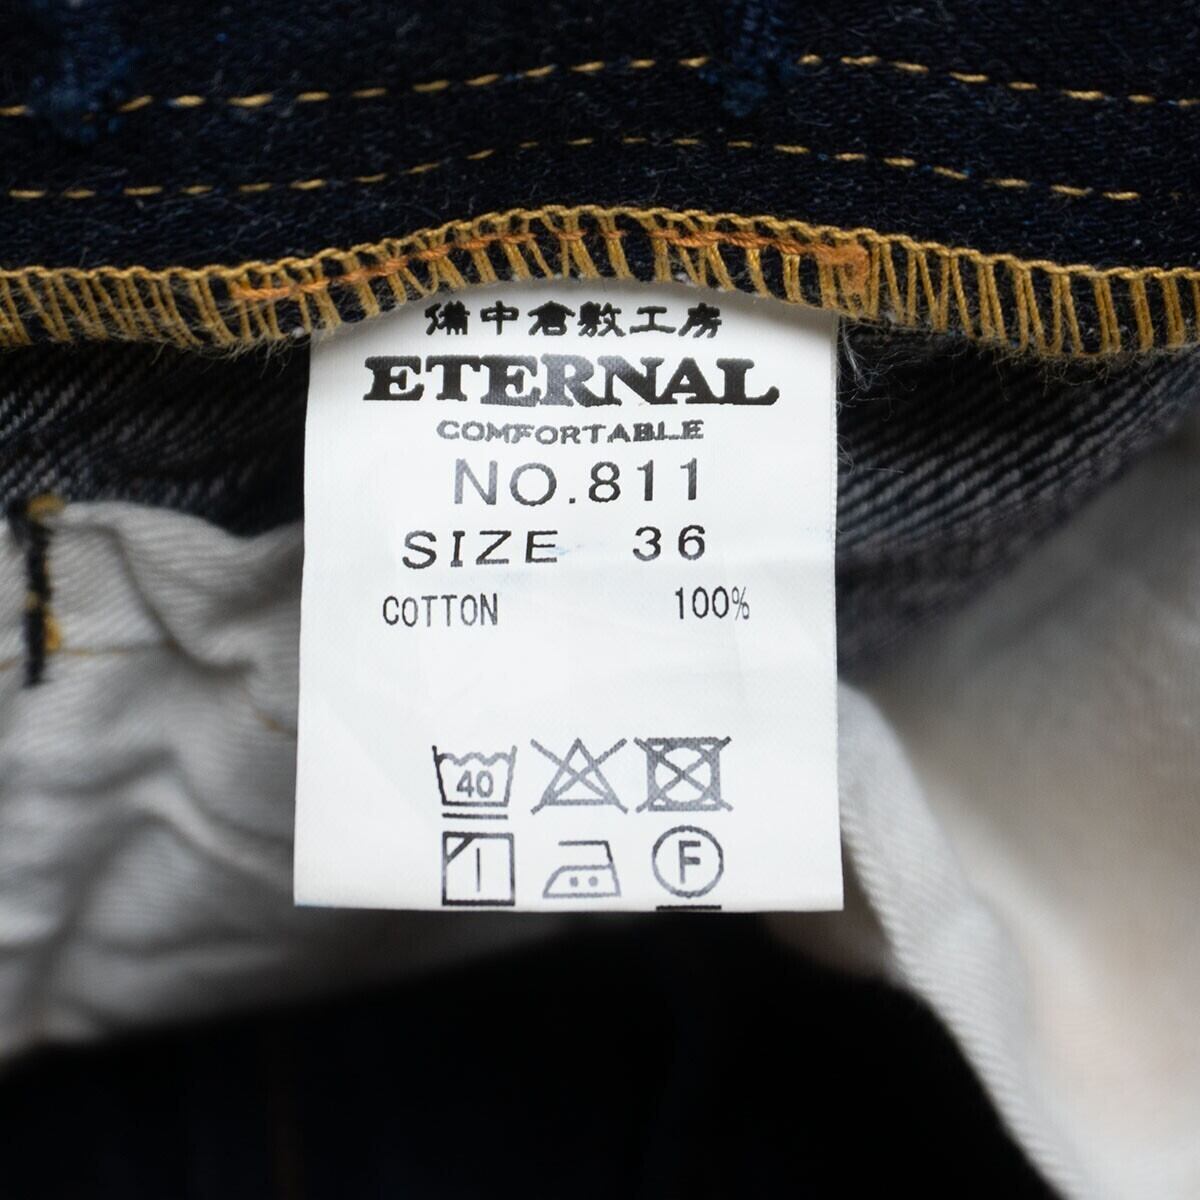 備中倉敷工房
ETERNAL
COMFORTABLE
NO.811
SIZE 36
COTTON 100%
40
F